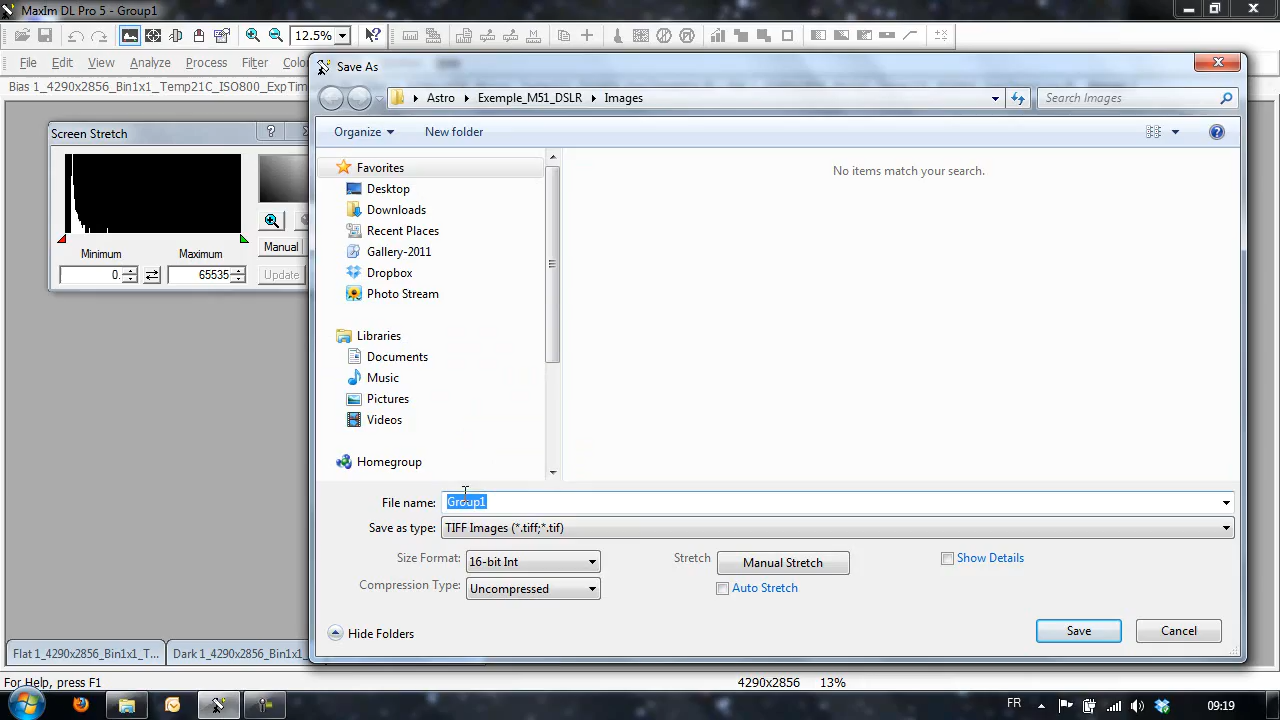 MaxIm DL Pro 5 - Group1
12.5%
File Edit View Analyze Process Filter
Bias 1_4290x2856_Bin1x1_Temp21C_ISO800_ExpTim
Screen Stretch
Minimum Maximum
Manual
0. 65535
Update
Save As
Astro Exemple_M51_DSLR Images
Search Images
Organize New folder
Favorites
Desktop
Downloads
Recent Places
Gallery-2011
Dropbox
Photo Stream
Libraries
Documents
Music
Pictures
Videos
Homegroup
No items match your search.
File name: Group1
Save as type: TIFF Images (*.tiff;*.tif)
Size Format: 16-bit Int
Stretch Manual Stretch
Show Details
Compression Type: Uncompressed
Auto Stretch
Hide Folders
Save Cancel
Flat 1_4290x2856_Bin1x1_T... Dark 1_4290x2856_Bin1x1_
For Help, press F1
4290x2856 13%
FR 09:19